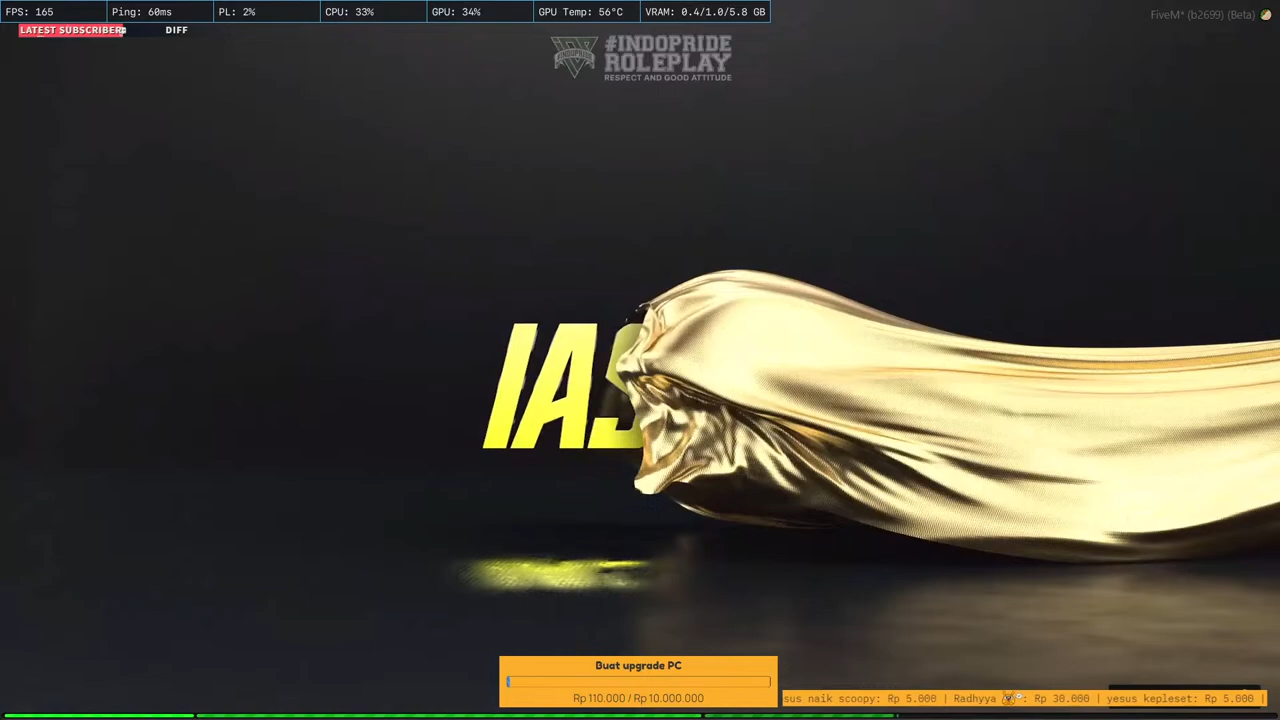 FPS: 165 Ping: 60ms PL: 2% CPU: 33% GPU: 34% GPU Temp: 56°C VRAM: 0.4/1.0/5.8 GB
FiveM* (b2699) (Beta)
LATEST SUBSCRIBER DIFF
#INDOPRIDE
ROLEPLAY
RESPECT AND GOOD ATTITUDE
INDOPRIDE
IAS
Buat upgrade PC
Rp 110.000 / Rp 10.000.000
sus naik scoopy: Rp 5.000 | Radhyya : Rp 30.000 | yesus kepleset: Rp 5.000 |